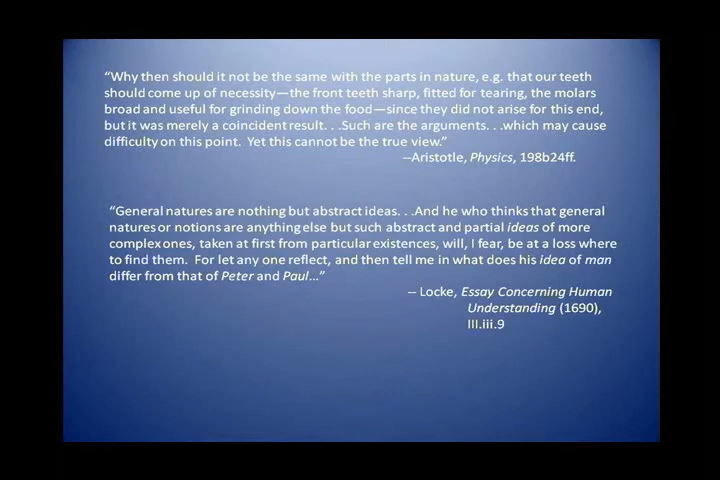 “Why then should it not be the same with the parts in nature, e.g. that our teeth
should come up of necessity—the front teeth sharp, fitted for tearing, the molars
broad and useful for grinding down the food—since they did not arise for this end,
but it was merely a coincident result. . .Such are the arguments. . .which may cause
difficulty on this point.  Yet this cannot be the true view.”
--Aristotle, Physics, 198b24ff.
“General natures are nothing but abstract ideas. . .And he who thinks that general
natures or notions are anything else but such abstract and partial ideas of more
complex ones, taken at first from particular existences, will, I fear, be at a loss where
to find them.  For let any one reflect, and then tell me in what does his idea of man
differ from that of Peter and Paul...”
-- Locke, Essay Concerning Human
Understanding (1690),
III.iii.9